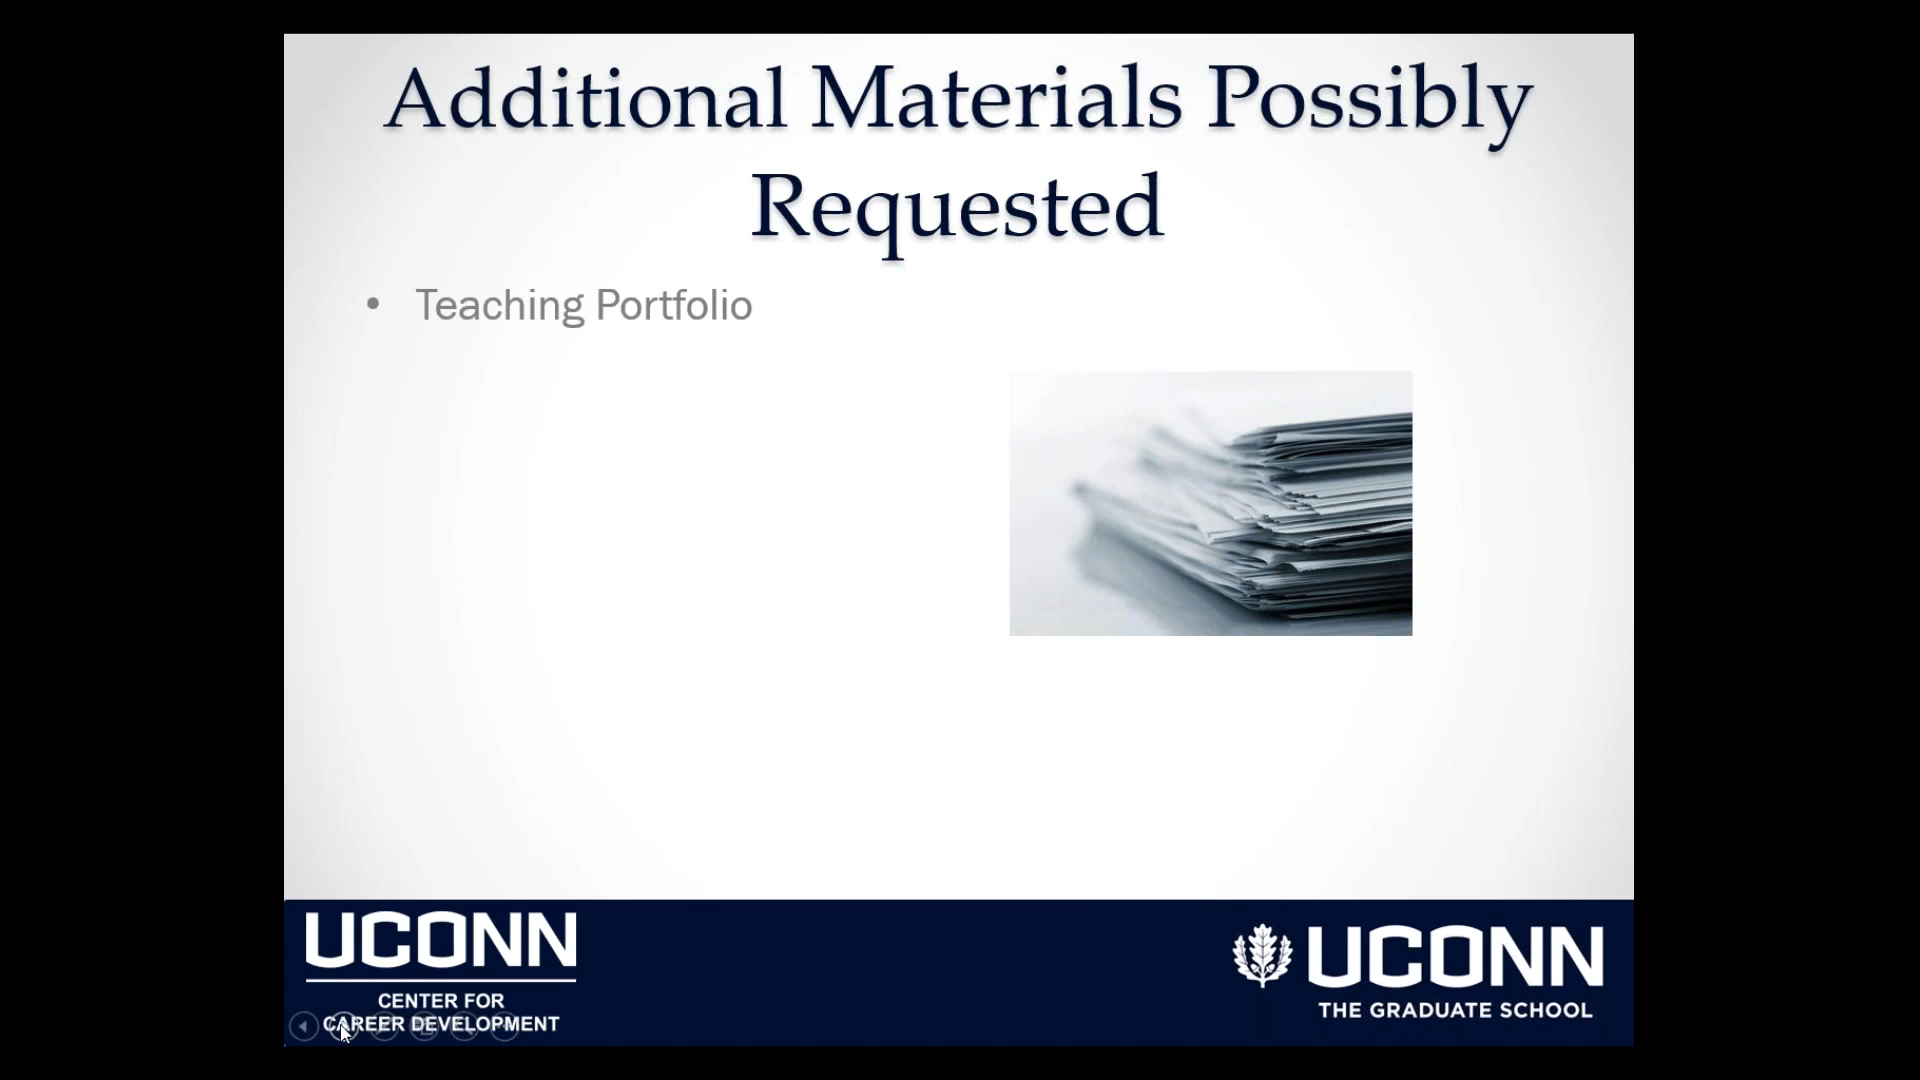 Additional Materials Possibly
Requested
• Teaching Portfolio
UCONN
CENTER FOR
CAREER DEVELOPMENT
UCONN
THE GRADUATE SCHOOL